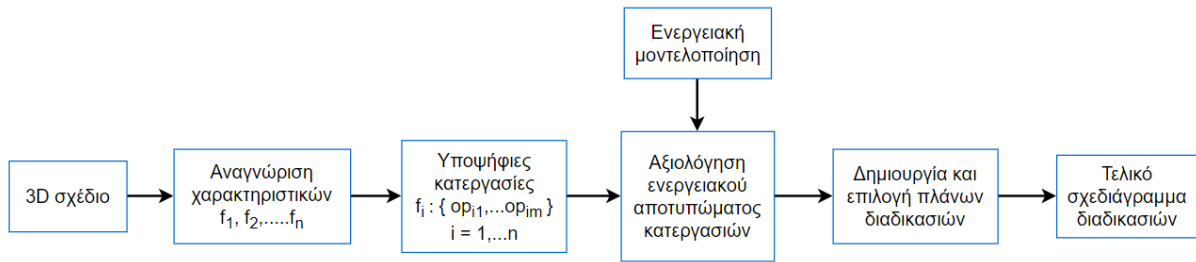 Ενεργειακή
μοντελοποίηση
3D σχέδιο
Αναγνώριση
χαρακτηριστικών
f₁, f₂,.....fₙ
Υποψήφιες
κατεργασίες
fᵢ : { opᵢ₁,...opᵢₘ }
i = 1,...n
Αξιολόγηση
ενεργειακού
αποτυπώματος
κατεργασιών
Δημιουργία και
επιλογή πλάνων
διαδικασιών
Τελικό
σχεδιάγραμμα
διαδικασιών